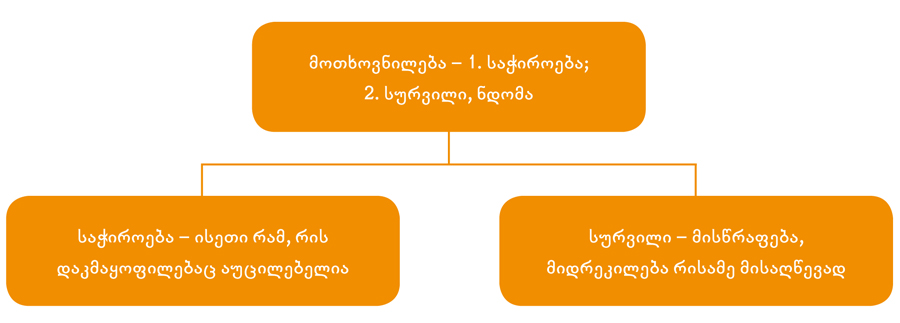 მოთხოვნილება – 1. საჭიროება;
2. სურვილი, ნდომა
საჭიროება – ისეთი რამ, რის
დაკმაყოფილებაც აუცილებელია
სურვილი – მისწრაფება,
მიდრეკილება რისამე მისაღწევად